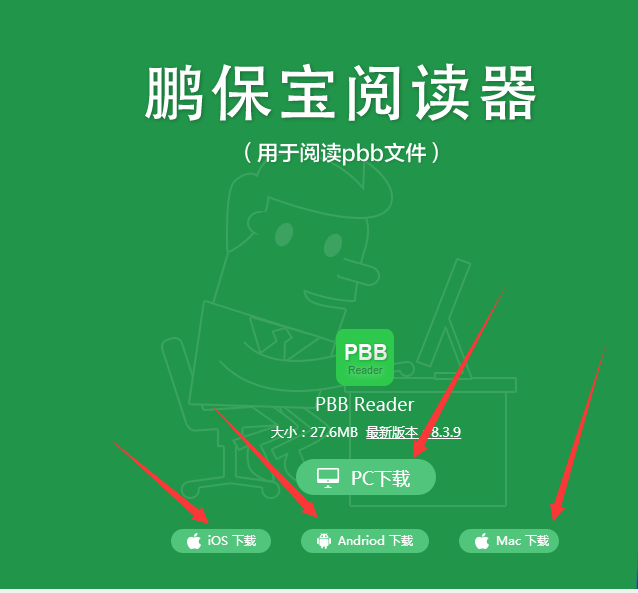 鹏保宝阅读器
（用于阅读pbb文件）
PBB
Reader
PBB Reader
大小：27.6MB 最新版本 8.3.9
PC下载
iOS 下载
Andriod 下载
Mac 下载